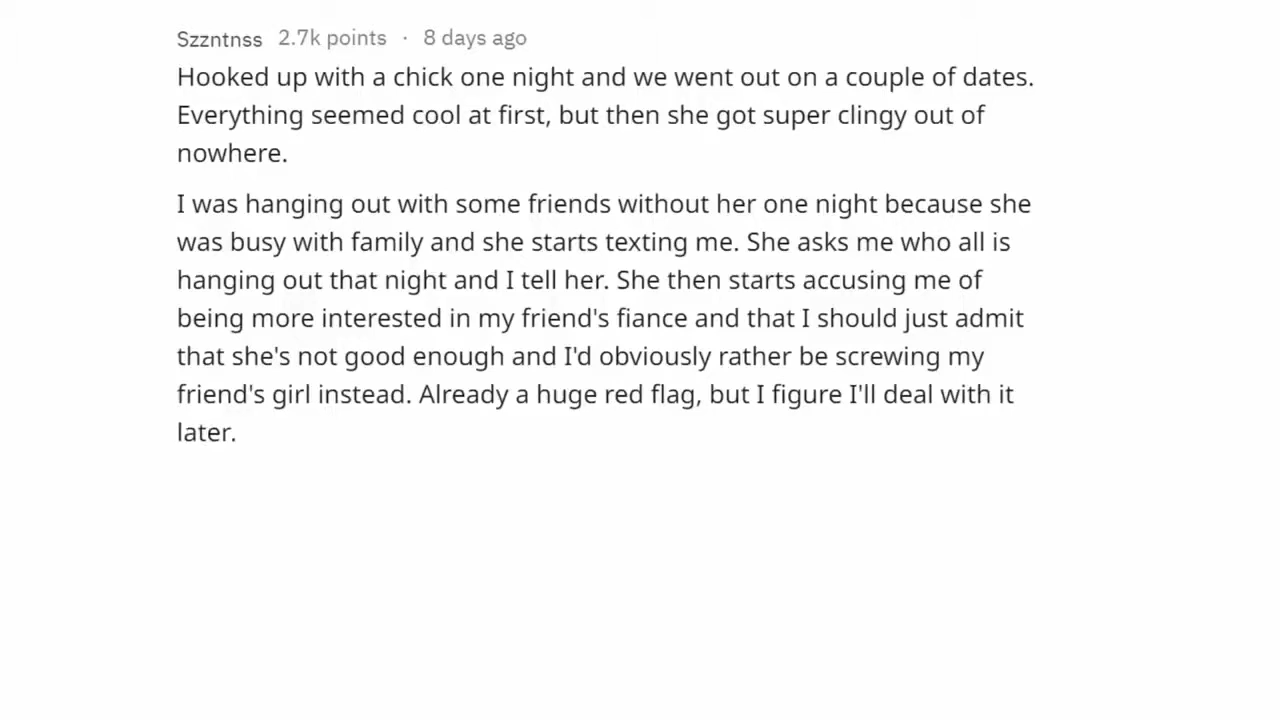 Szzntnss 2.7k points · 8 days ago
Hooked up with a chick one night and we went out on a couple of dates.
Everything seemed cool at first, but then she got super clingy out of
nowhere.
I was hanging out with some friends without her one night because she
was busy with family and she starts texting me. She asks me who all is
hanging out that night and I tell her. She then starts accusing me of
being more interested in my friend's fiance and that I should just admit
that she's not good enough and I'd obviously rather be screwing my
friend's girl instead. Already a huge red flag, but I figure I'll deal with it
later.